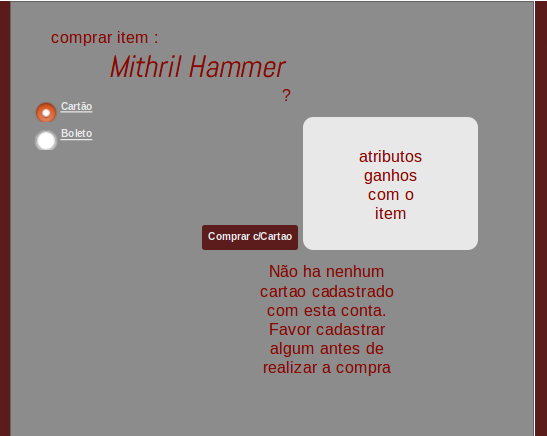 comprar item :
Mithril Hammer
?
Cartão
Boleto
atributos
ganhos
com o
item
Comprar c/Cartao
Não ha nenhum
cartao cadastrado
com esta conta.
Favor cadastrar
algum antes de
realizar a compra